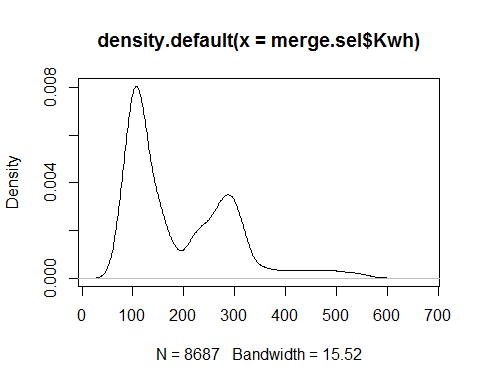 density.default(x = merge.sel$Kwh)
Density
0.008
0.004
0.000
0 100 200 300 400 500 600 700
N = 8687 Bandwidth = 15.52